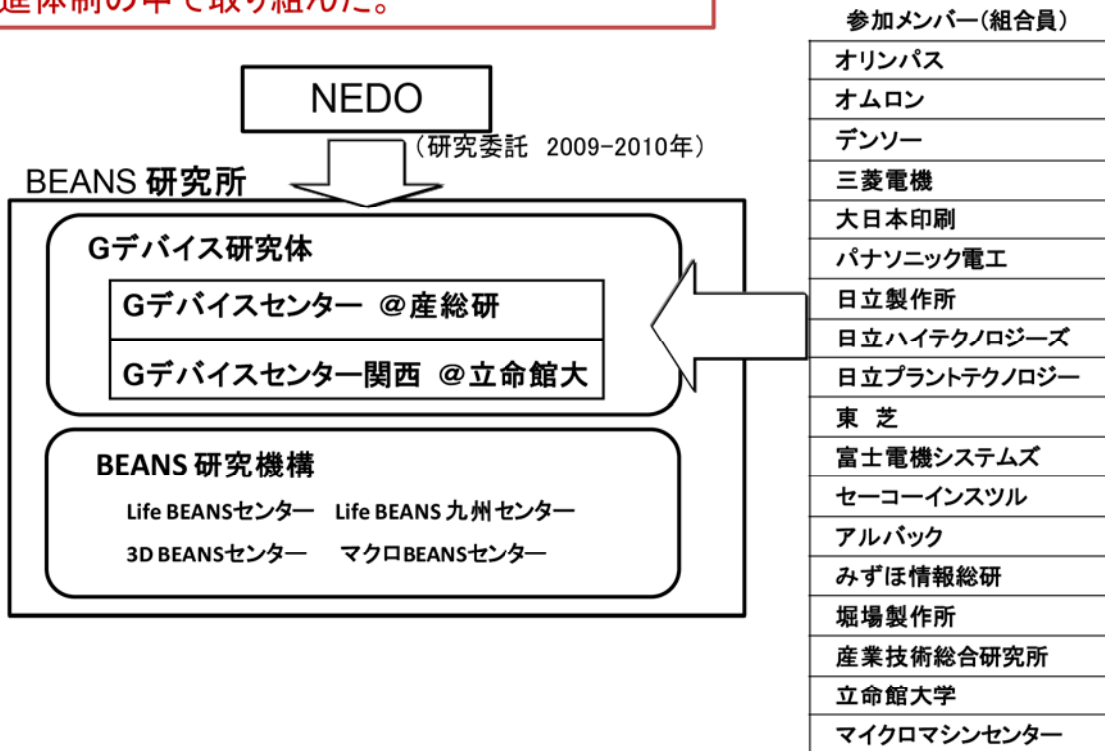 進体制の中で取り組んだ。
NEDO
(研究委託 2009-2010年)
BEANS 研究所
Gデバイス研究体
Gデバイスセンター @産総研
Gデバイスセンター関西 @立命館大
BEANS 研究機構
Life BEANSセンター Life BEANS 九州センター
3D BEANSセンター マクロBEANSセンター
参加メンバー(組合員)
オリンパス
オムロン
デンソー
三菱電機
大日本印刷
パナソニック電工
日立製作所
日立ハイテクノロジーズ
日立プラントテクノロジー
東 芝
富士電機システムズ
セーコーインスツル
アルバック
みずほ情報総研
堀場製作所
産業技術総合研究所
立命館大学
マイクロマシンセンター